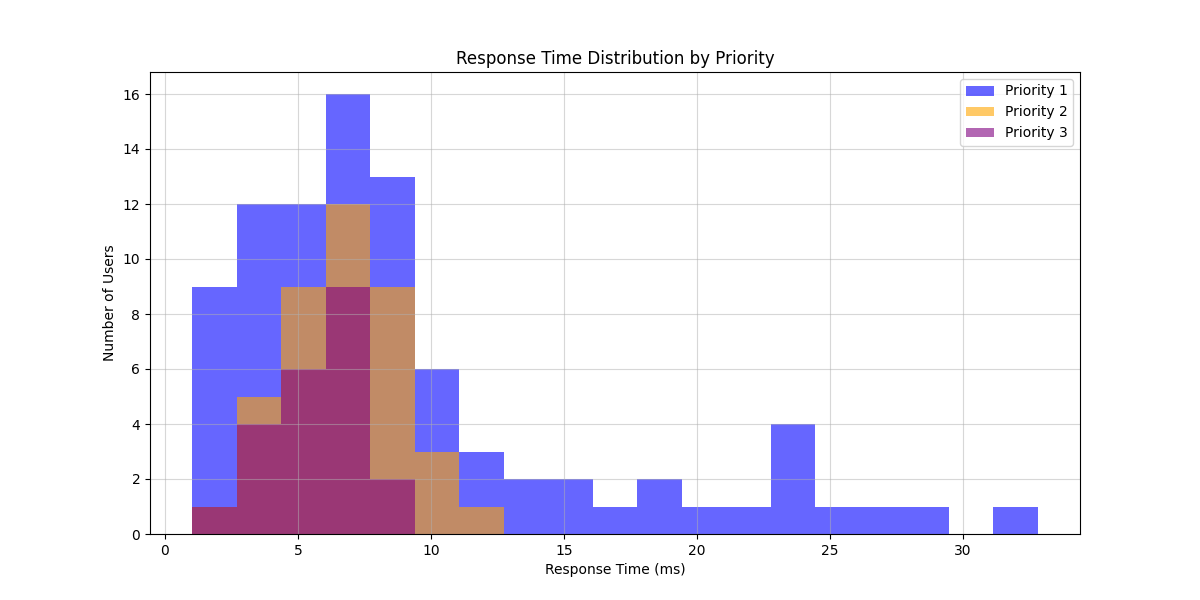 Response Time Distribution by Priority
Priority 1
Priority 2
Priority 3
Number of Users
16
14
12
10
8
6
4
2
0
0 5 10 15 20 25 30
Response Time (ms)